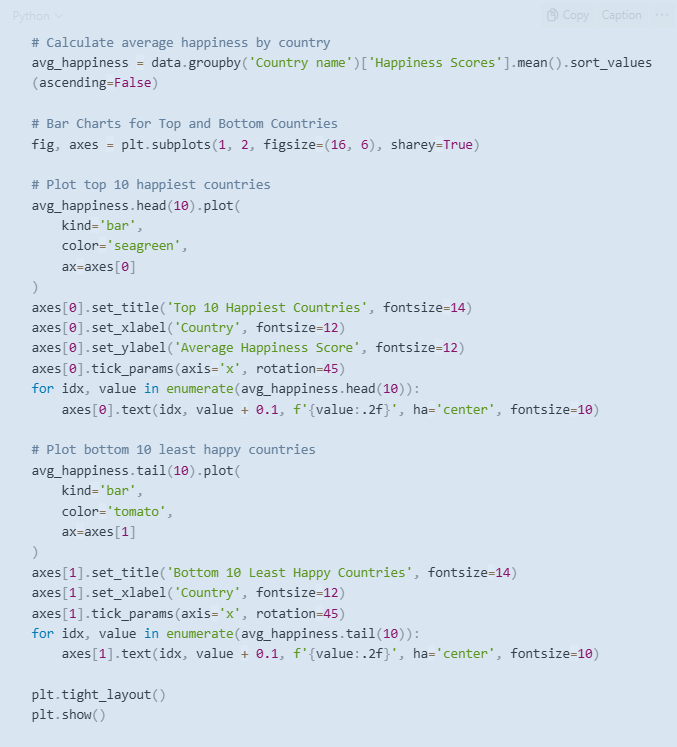 Python
Copy Caption ···
# Calculate average happiness by country
avg_happiness = data.groupby('Country name')['Happiness Scores'].mean().sort_values
(ascending=False)

# Bar Charts for Top and Bottom Countries
fig, axes = plt.subplots(1, 2, figsize=(16, 6), sharey=True)

# Plot top 10 happiest countries
avg_happiness.head(10).plot(
    kind='bar',
    color='seagreen',
    ax=axes[0]
)
axes[0].set_title('Top 10 Happiest Countries', fontsize=14)
axes[0].set_xlabel('Country', fontsize=12)
axes[0].set_ylabel('Average Happiness Score', fontsize=12)
axes[0].tick_params(axis='x', rotation=45)
for idx, value in enumerate(avg_happiness.head(10)):
    axes[0].text(idx, value + 0.1, f'{value:.2f}', ha='center', fontsize=10)

# Plot bottom 10 least happy countries
avg_happiness.tail(10).plot(
    kind='bar',
    color='tomato',
    ax=axes[1]
)
axes[1].set_title('Bottom 10 Least Happy Countries', fontsize=14)
axes[1].set_xlabel('Country', fontsize=12)
axes[1].tick_params(axis='x', rotation=45)
for idx, value in enumerate(avg_happiness.tail(10)):
    axes[1].text(idx, value + 0.1, f'{value:.2f}', ha='center', fontsize=10)

plt.tight_layout()
plt.show()